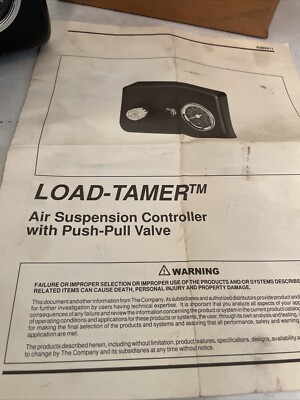 LOAD-TAMER™
Air Suspension Controller
with Push-Pull Valve
⚠ WARNING
FAILURE OR IMPROPER SELECTION OR IMPROPER USE OF THE PRODUCTS AND/OR SYSTEMS DESCRIBE
RELATED ITEMS CAN CAUSE DEATH, PERSONAL INJURY AND PROPERTY DAMAGE.
This document and other information from The Company, its subsidiaries and authorized distributors provide product and/
for further investigation by users having technical expertise. It is important that you analyze all aspects of your app
consequences of any failure and review the information concerning the product or system in the current product catalog
of operating conditions and applications for these products or systems, the user, through its own analysis and testing,
for making the final selection of the products and systems and assuring that all performance, safety and warning
application are met.
The products described herein, including without limitation, product features, specifications, designs, availability a
to change by The Company and its subsidiaries at any time without notice.